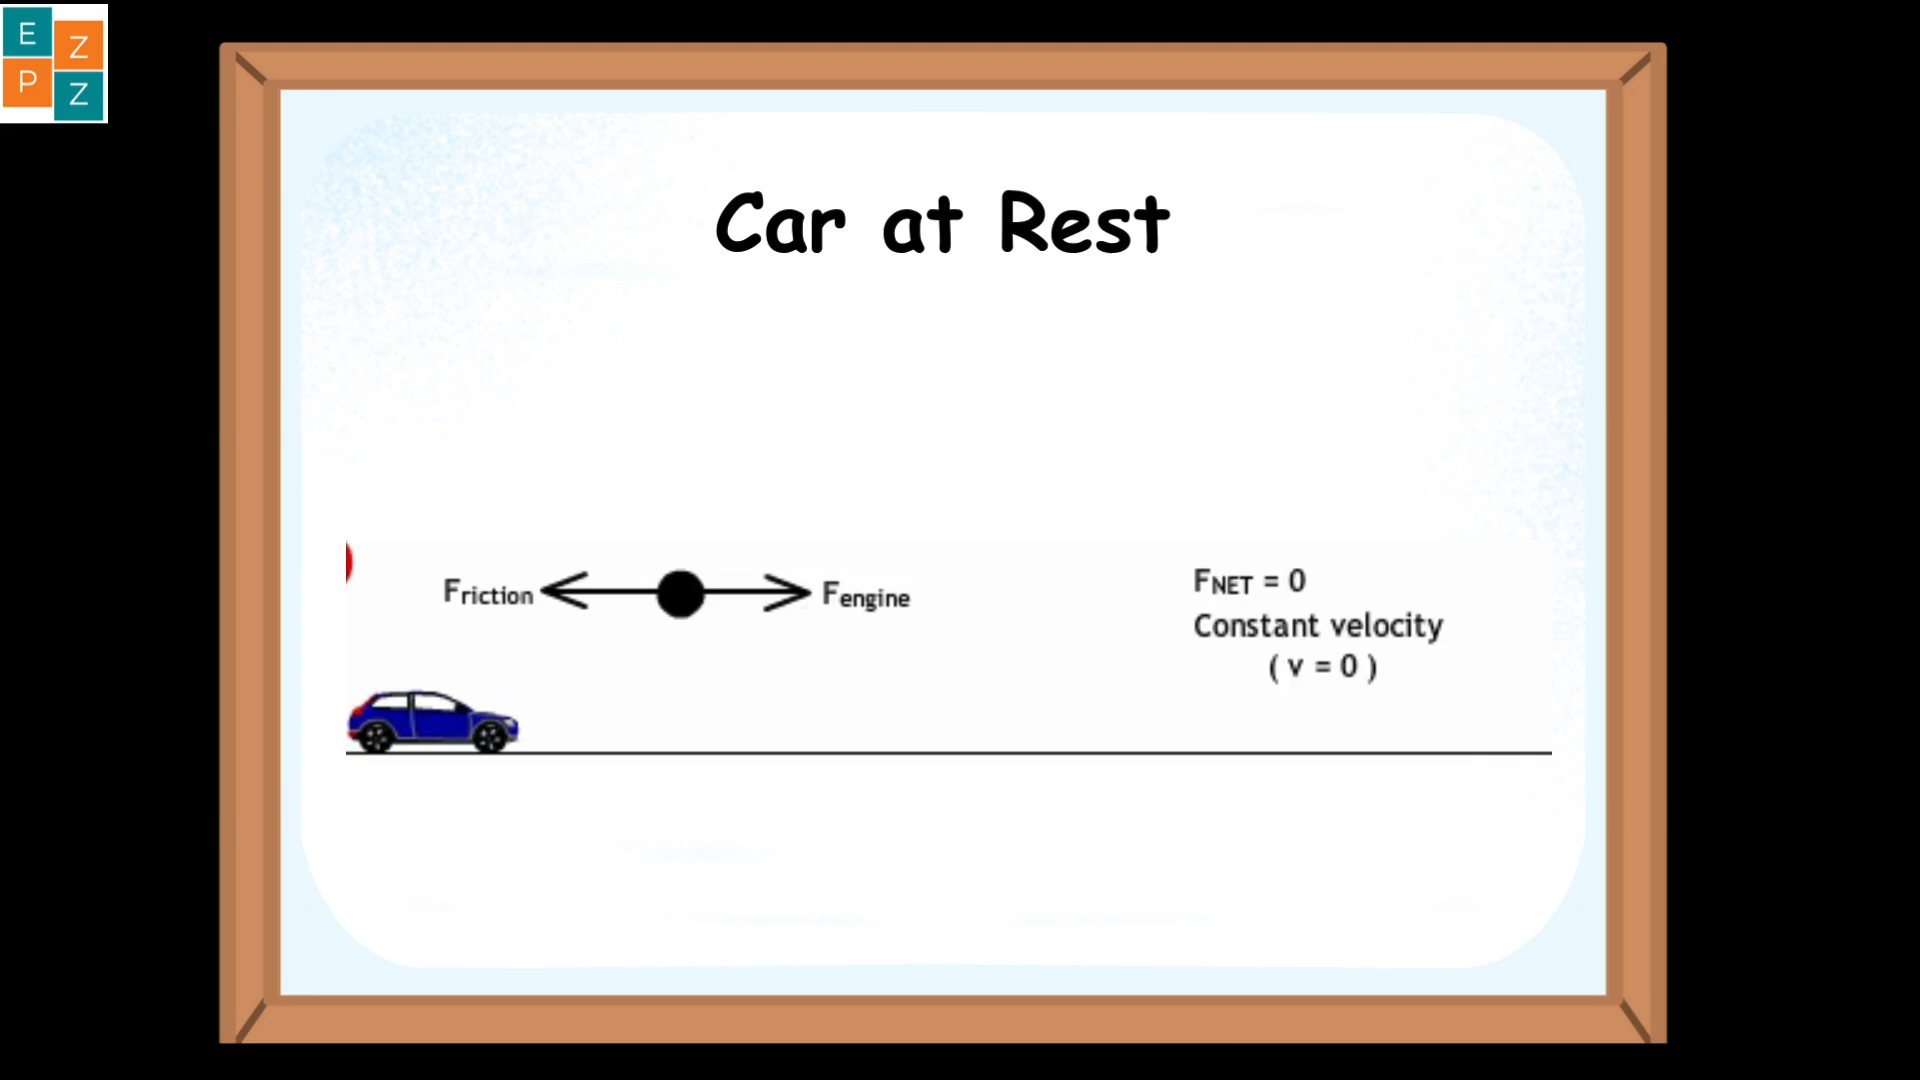 E Z
P Z
Car at Rest
Friction Fengine
FNET = 0
Constant velocity
( v = 0 )